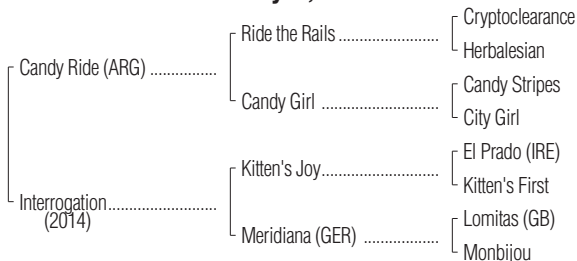 Cryptoclearance
Ride the Rails
Herbalesian
Candy Ride (ARG)
Candy Stripes
Candy Girl
City Girl
El Prado (IRE)
Kitten's Joy
Kitten's First
Interrogation
(2014)
Lomitas (GB)
Meridiana (GER)
Monbijou